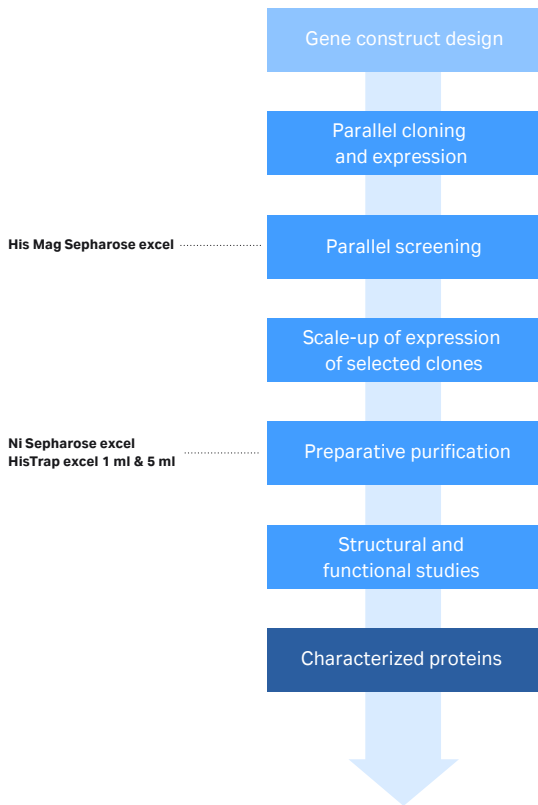 Gene construct design
Parallel cloning
and expression
His Mag Sepharose excel
Parallel screening
Scale-up of expression
of selected clones
Ni Sepharose excel
HisTrap excel 1 ml & 5 ml
Preparative purification
Structural and
functional studies
Characterized proteins